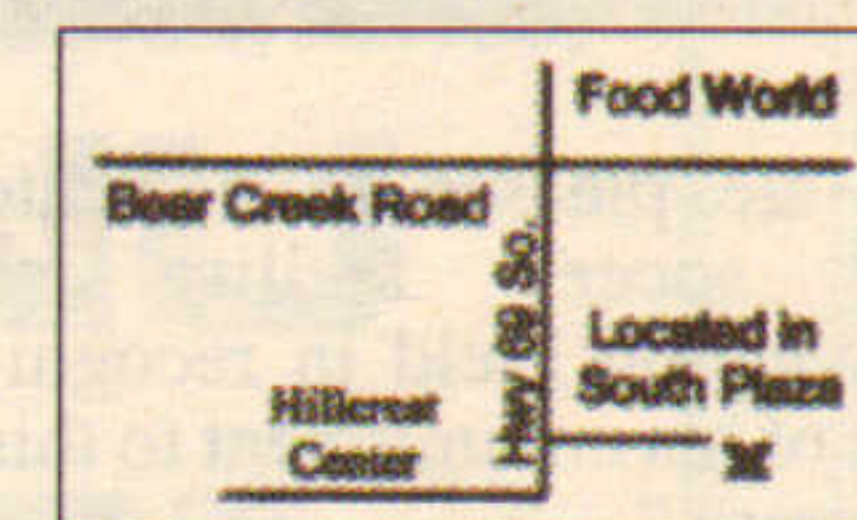 Food World
Bear Creek Road
Hwy 69 So.
Located in
South Plaza
Hillcrest
Center